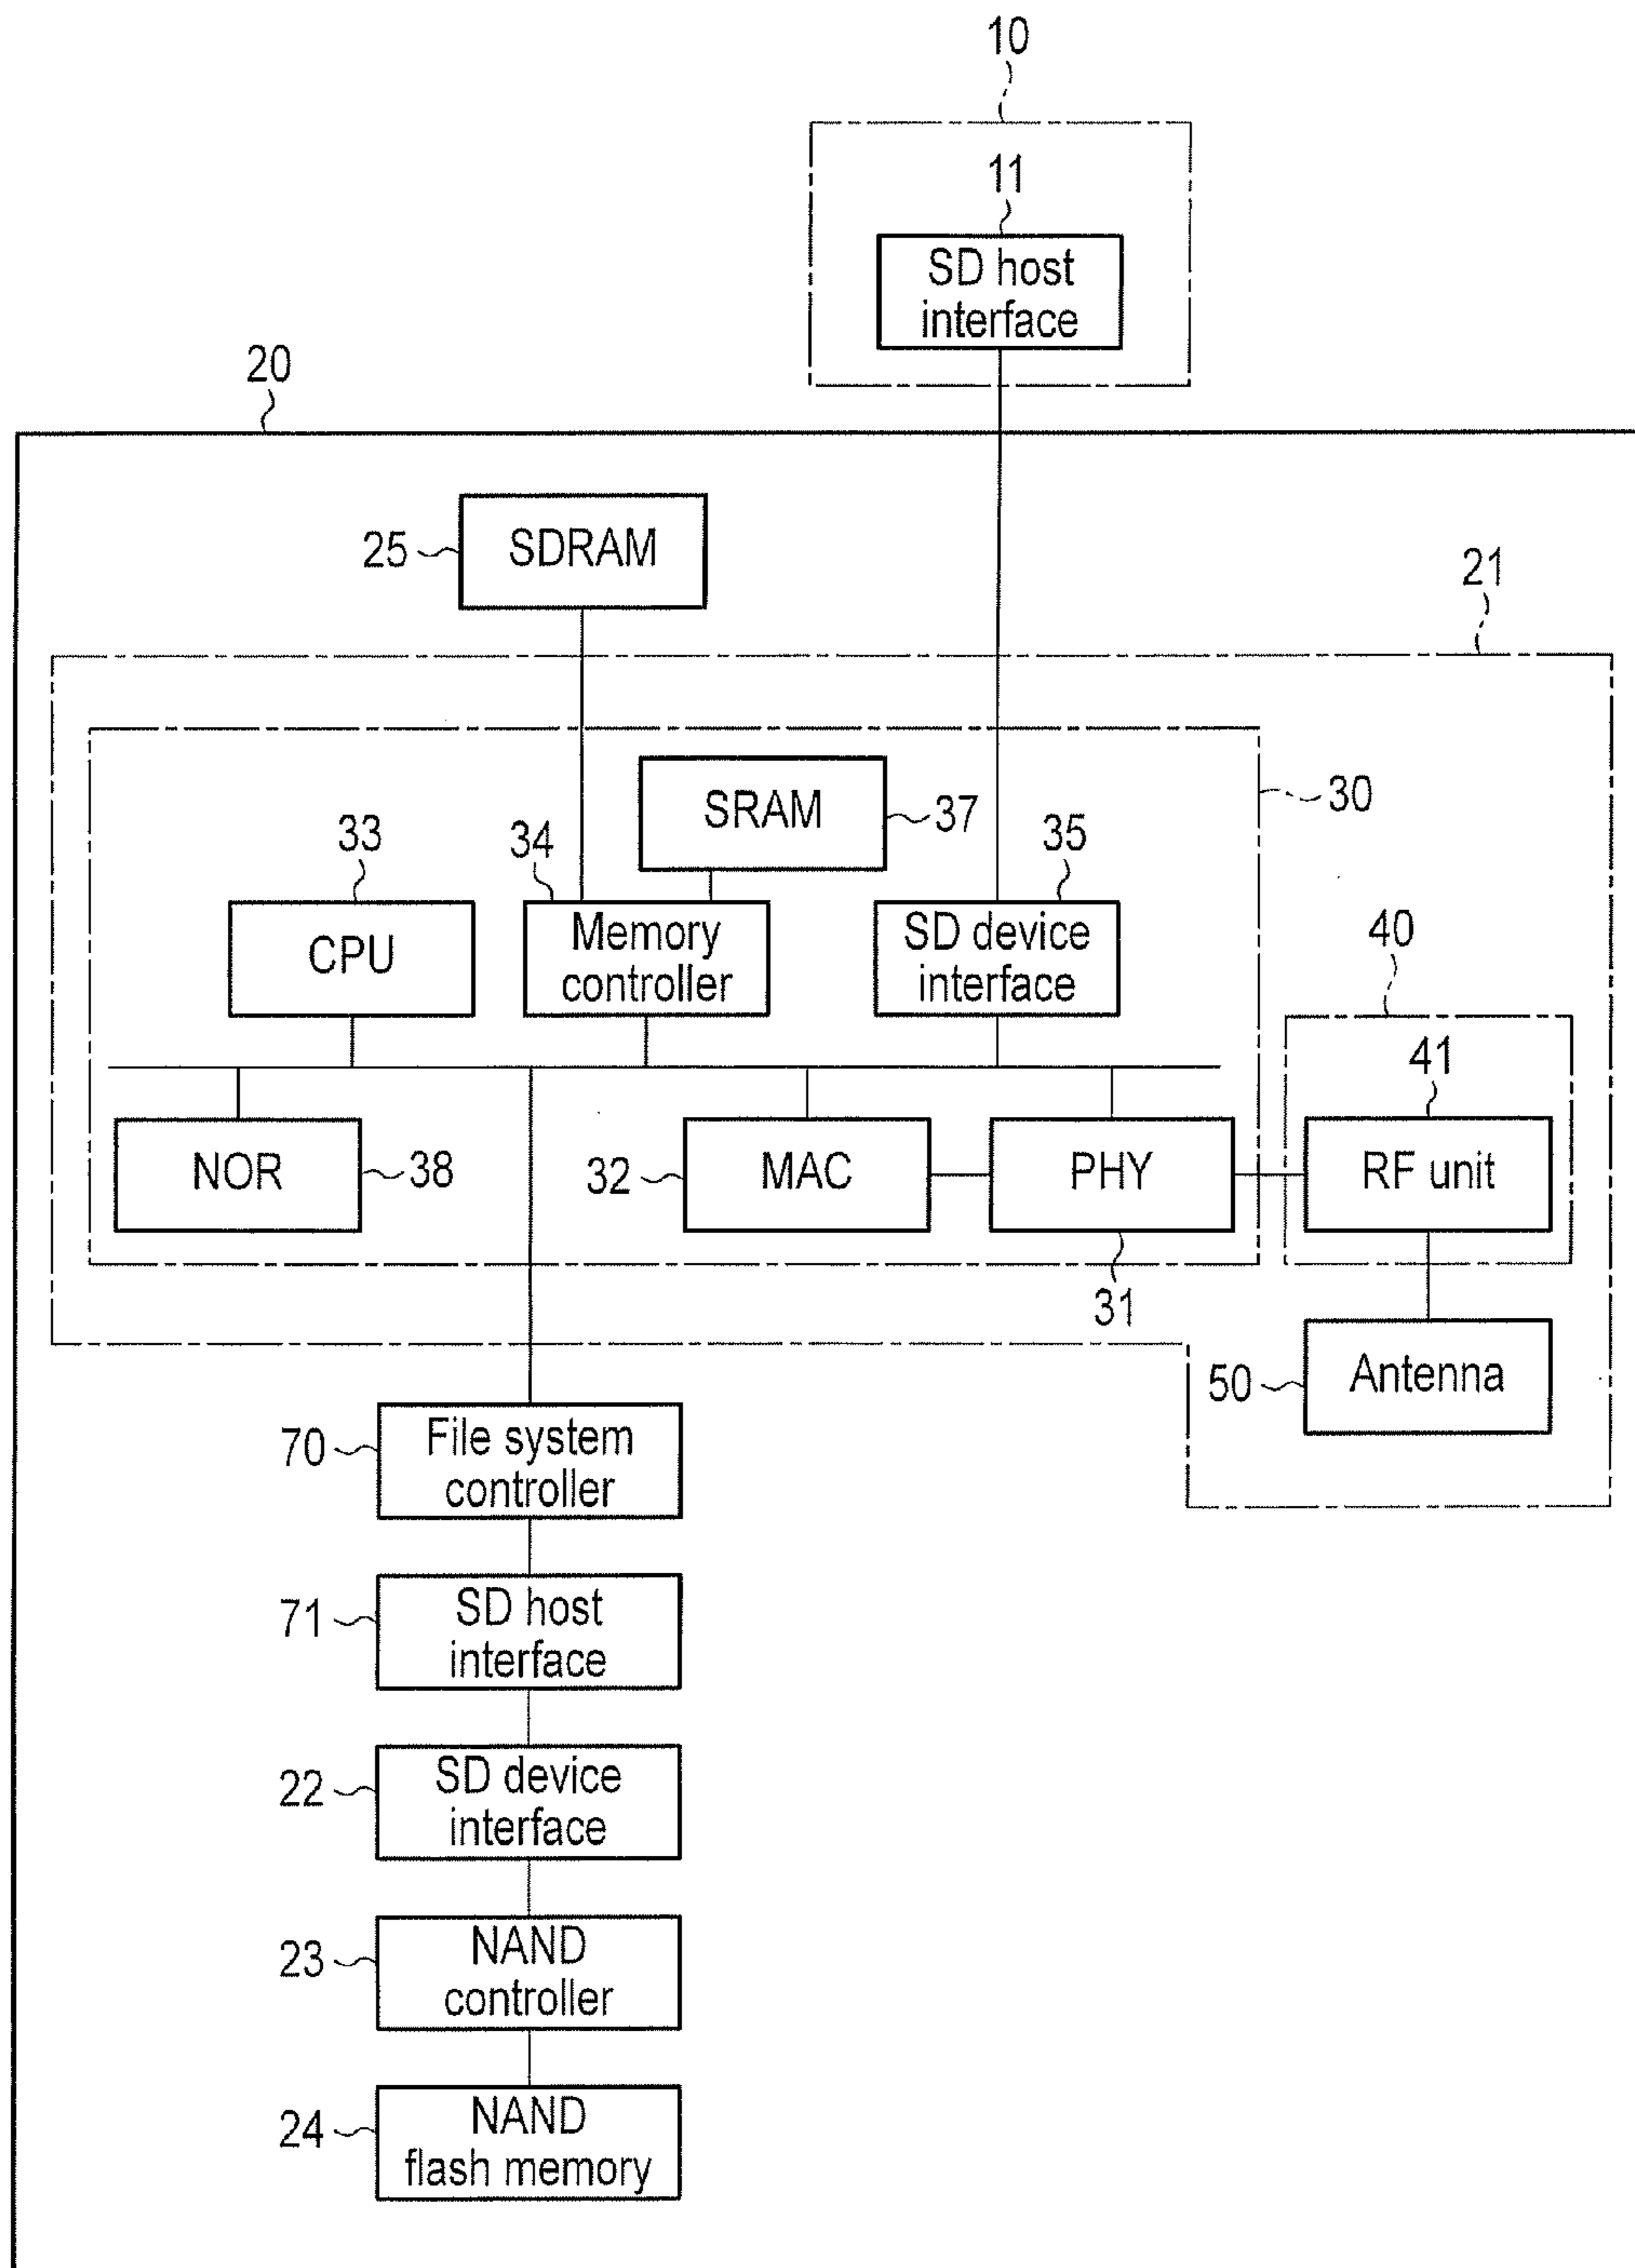 10
11
SD host
interface
20
25
SDRAM
21
SRAM
37
30
33
34
35
CPU
Memory
controller
SD device
interface
40
41
NOR
38
32
MAC
PHY
RF unit
31
50
Antenna
70
File system
controller
71
SD host
interface
22
SD device
interface
23
NAND
controller
24
NAND
flash memory